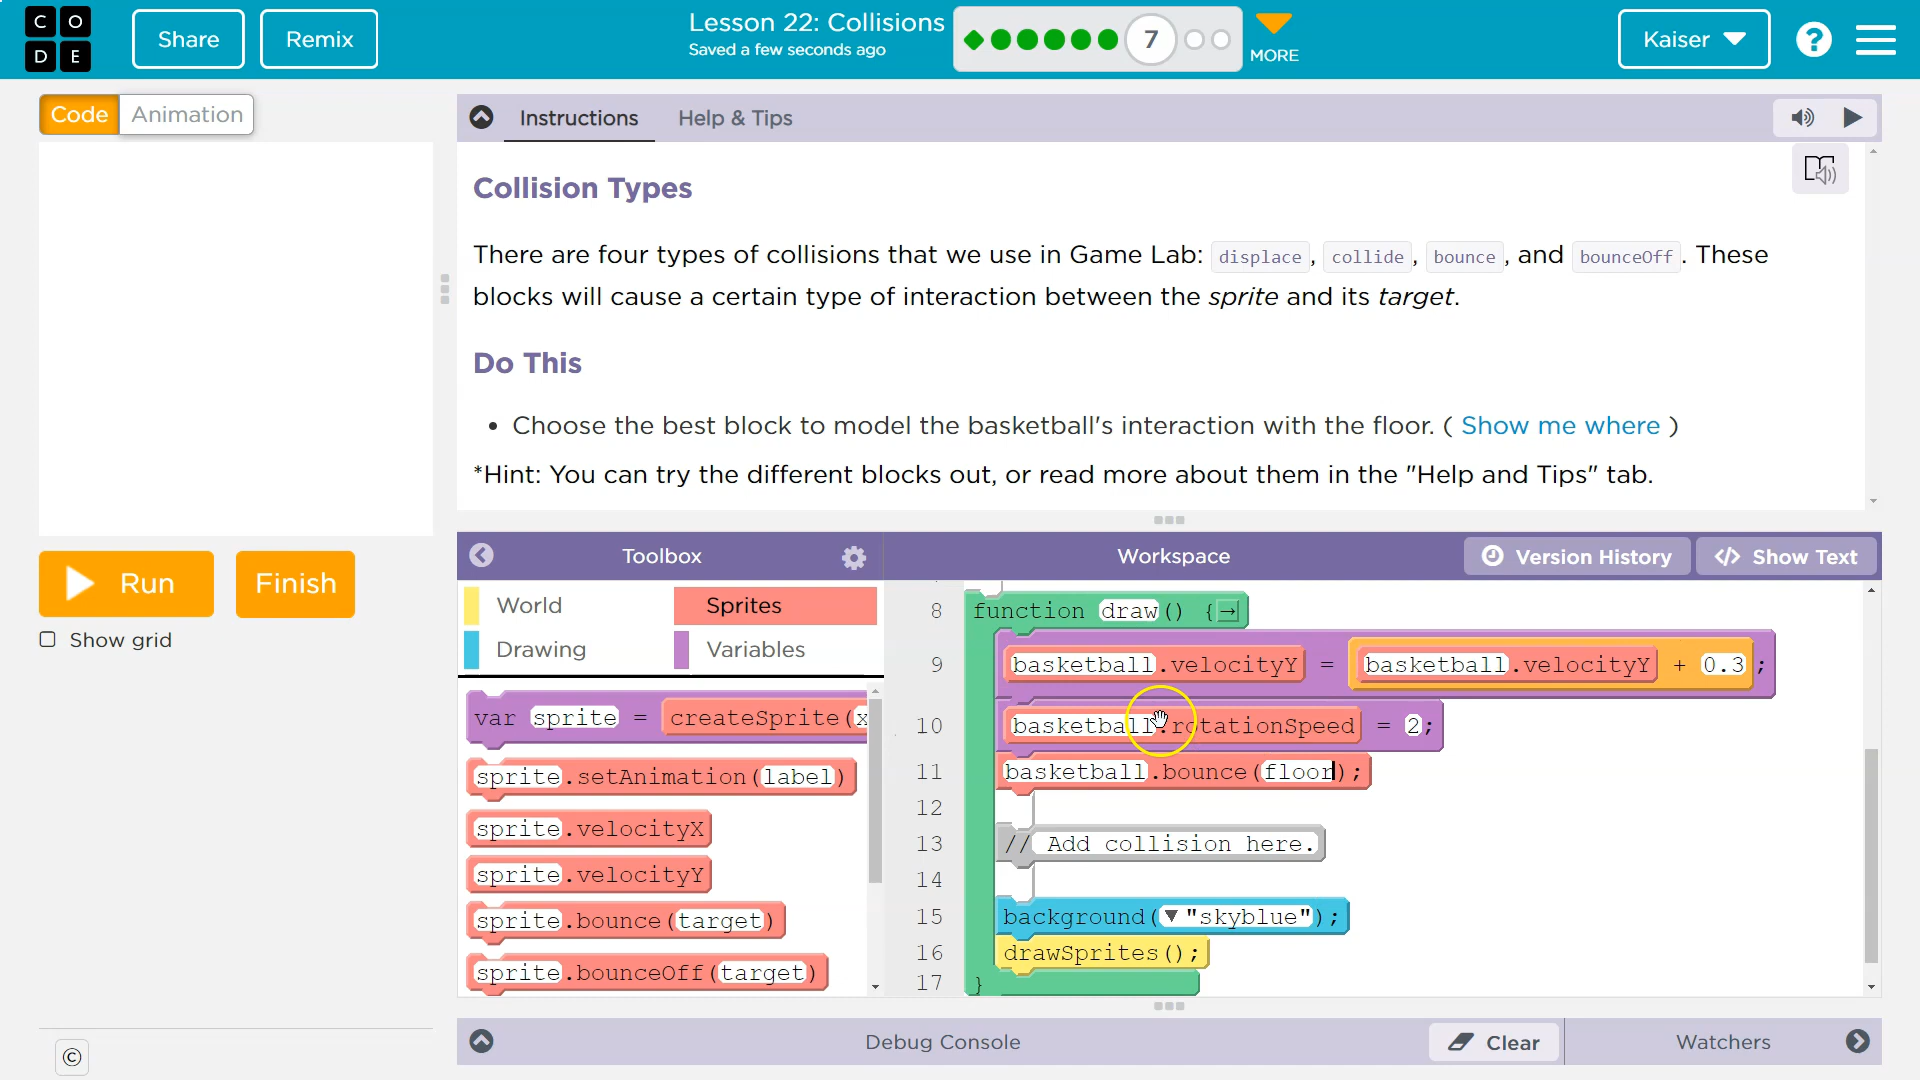 C O D E
Share
Remix
Lesson 22: Collisions
Saved a few seconds ago
7
MORE
Kaiser
?
Code
Animation
Instructions
Help & Tips
Collision Types
There are four types of collisions that we use in Game Lab: displace, collide, bounce, and bounceOff. These
blocks will cause a certain type of interaction between the sprite and its target.
Do This
• Choose the best block to model the basketball's interaction with the floor. ( Show me where )
*Hint: You can try the different blocks out, or read more about them in the "Help and Tips" tab.
Run
Finish
Show grid
Toolbox
Workspace
Version History
</> Show Text
World
Sprites
Drawing
Variables
var sprite = createSprite(x
sprite.setAnimation(label)
sprite.velocityX
sprite.velocityY
sprite.bounce(target)
sprite.bounceOff(target)
8 function draw() {→
9 basketball.velocityY = basketball.velocityY + 0.3;
10 basketball.rotationSpeed = 2;
11 basketball.bounce(floor);
12
13 // Add collision here.
14
15 background(▼"skyblue");
16 drawSprites();
17 }
Debug Console
Clear
Watchers
©